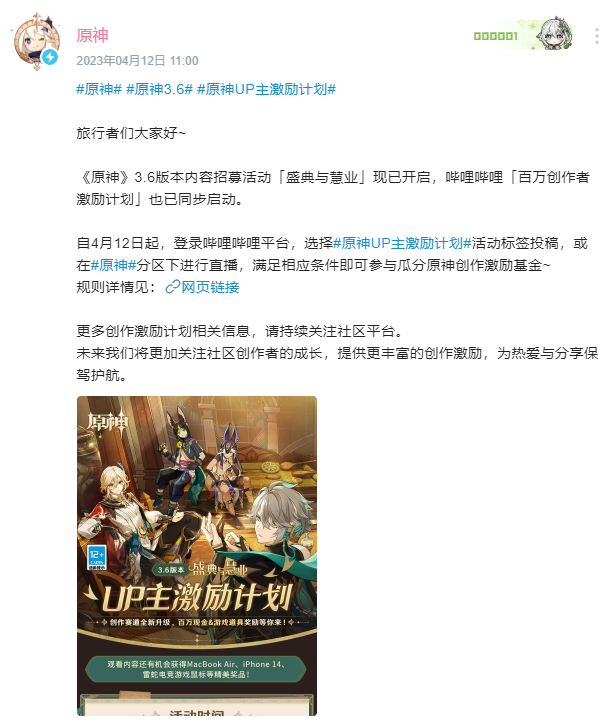 原神
000001
2023年04月12日 11:00
#原神# #原神3.6# #原神UP主激励计划#
旅行者们大家好~
《原神》3.6版本内容招募活动「盛典与慧业」现已开启，哔哩哔哩「百万创作者
激励计划」也已同步启动。
自4月12日起，登录哔哩哔哩平台，选择#原神UP主激励计划#活动标签投稿，或
在#原神#分区下进行直播，满足相应条件即可参与瓜分原神创作激励基金~
规则详情见：网页链接
更多创作激励计划相关信息，请持续关注社区平台。
未来我们将更加关注社区创作者的成长，提供更丰富的创作激励，为热爱与分享保
驾护航。
原神
12+
3.6版本 盛典与慧业
UP主激励计划
创作赛道全新升级，百万现金&游戏道具奖励等你来！
观看内容还有机会获得MacBook Air、iPhone 14、
雷蛇电竞游戏鼠标等精美奖品！
活动时间